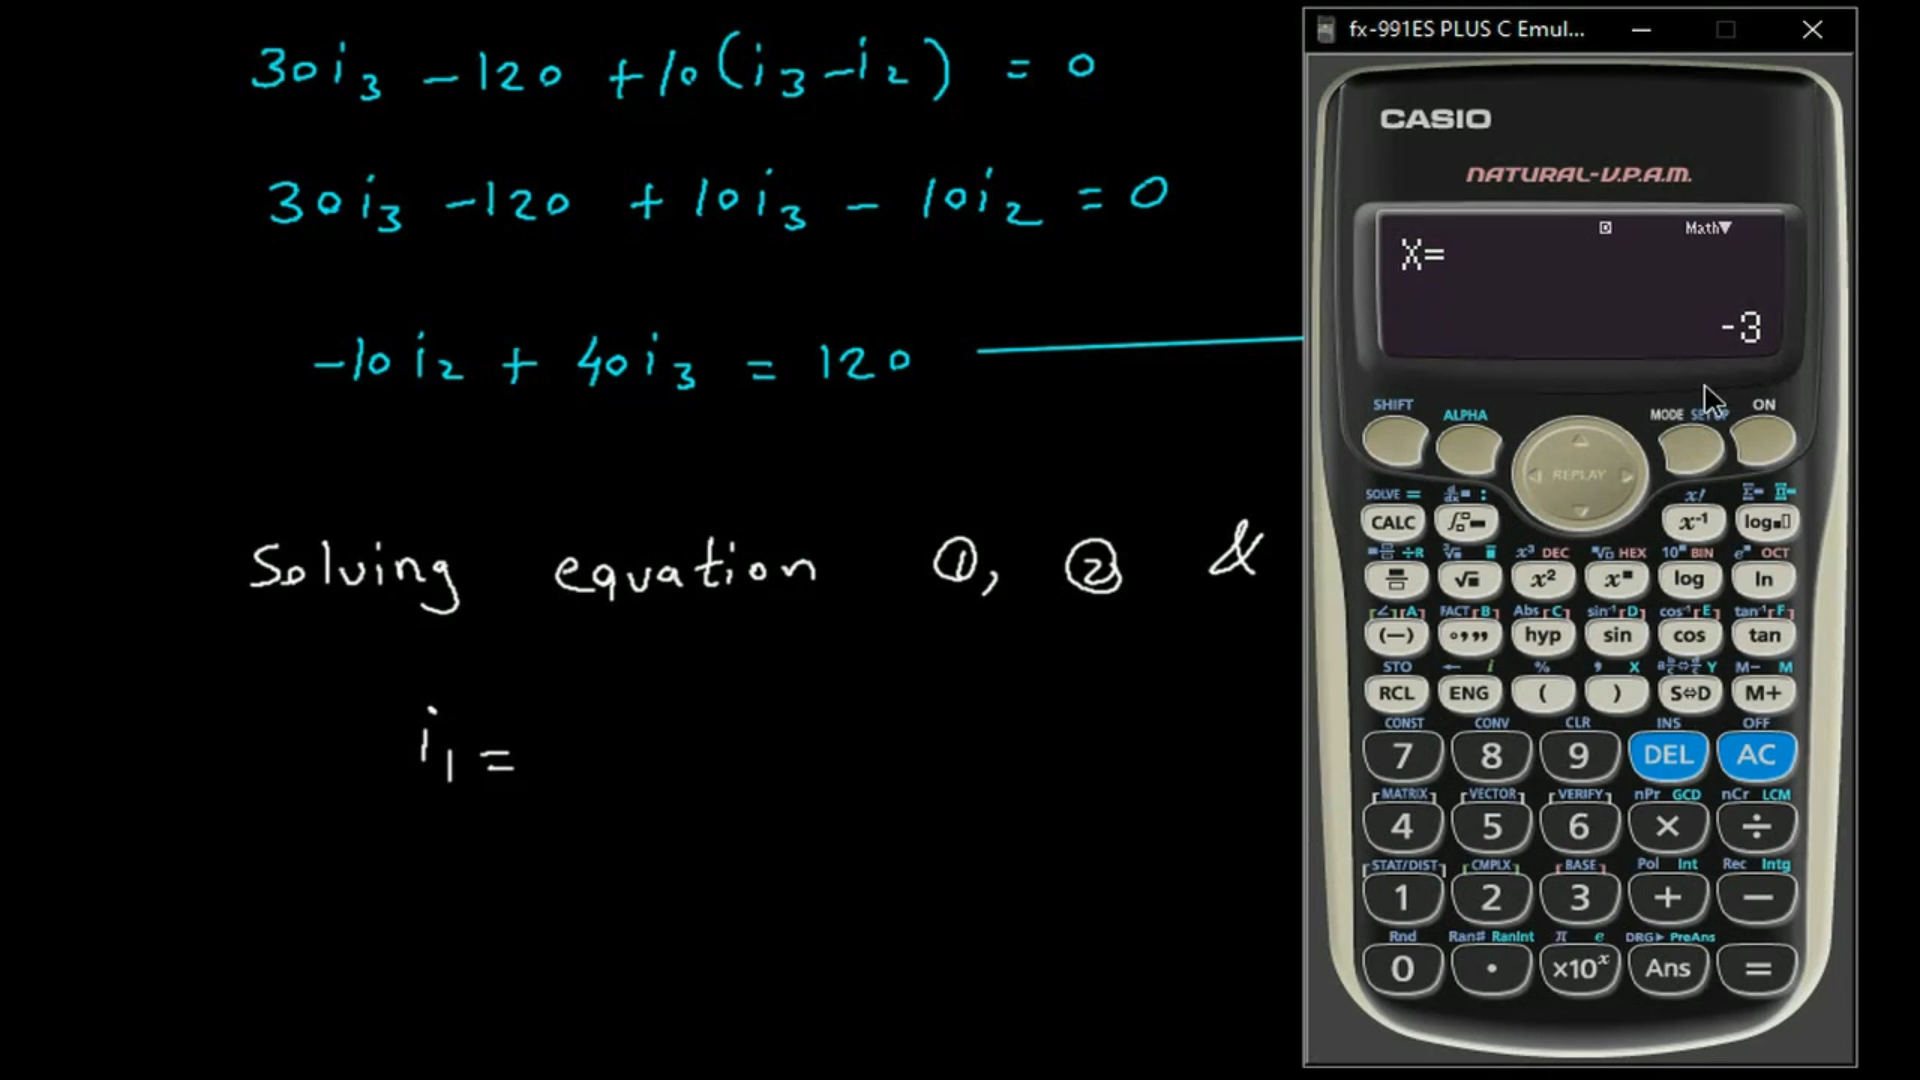 30i₃ - 120 + 10(i₃ - i₂) = 0
30i₃ - 120 + 10i₃ - 10i₂ = 0
-10i₂ + 40i₃ = 120
Solving equation ①, ② &
i₁ =
fx-991ES PLUS C Emul...
CASIO
NATURAL-V.P.A.M.
D Math▼
X=
-3
SHIFT ALPHA MODE SETUP ON
REPLAY
SOLVE = x!
CALC x⁻¹ log
÷R x³ DEC HEX 10 BIN e OCT
√ x² x log ln
∠ A FACT B Abs C sin⁻¹ D cos⁻¹ E tan⁻¹ F
(—) °,,, hyp sin cos tan
STO ← i % , X Y M− M
RCL ENG ( ) S⇔D M+
CONST CONV CLR INS OFF
7 8 9 DEL AC
MATRIX VECTOR VERIFY nPr GCD nCr LCM
4 5 6 × ÷
STAT/DIST CMPLX BASE Pol Int Rec Intg
1 2 3 + −
Rnd Ran# RanInt π e DRG▶ PreAns
0 . ×10ˣ Ans =